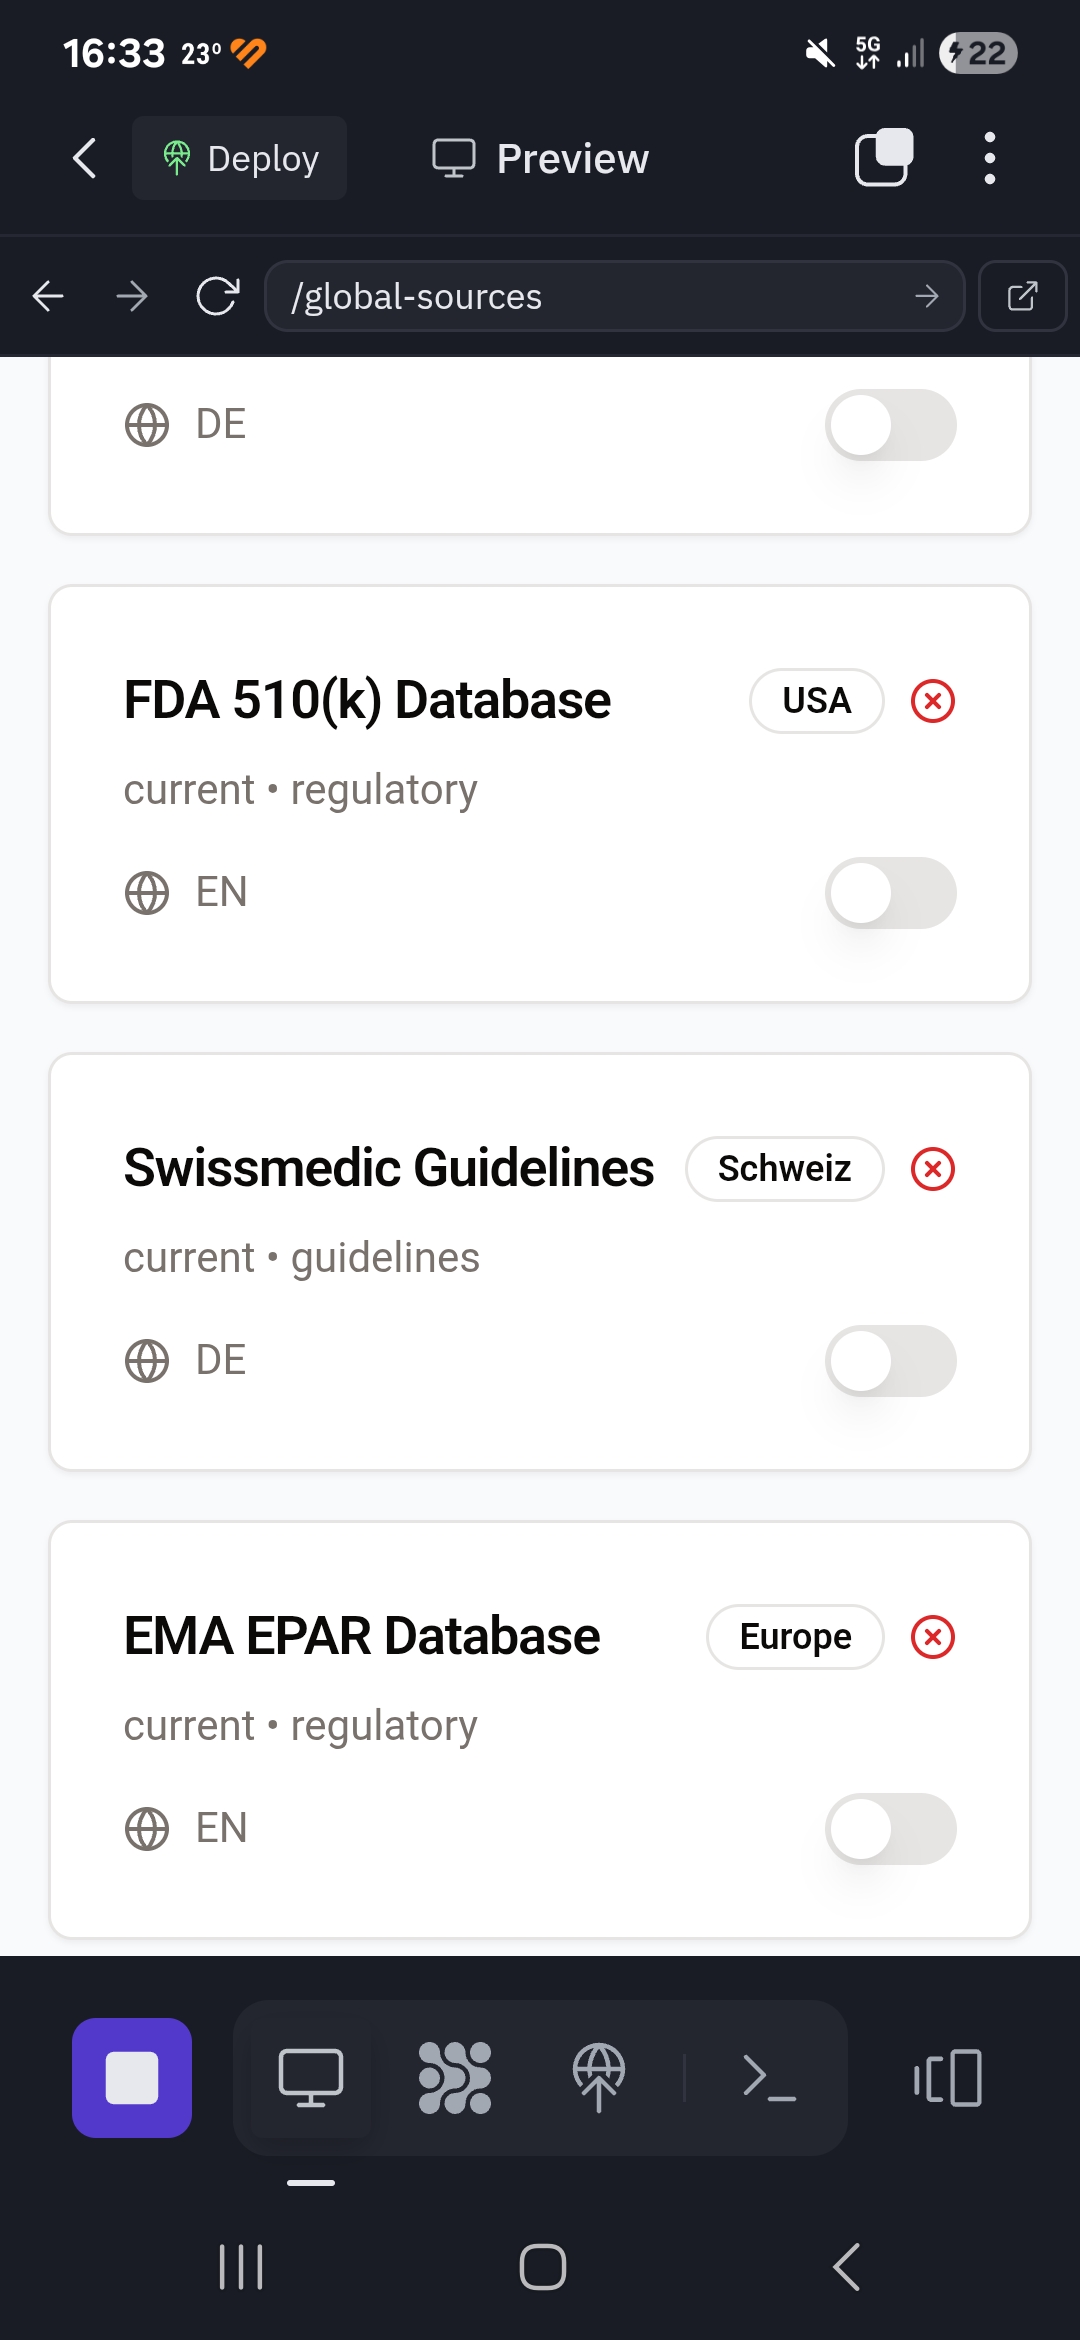 16:33 23° 5G 22
Deploy Preview
/global-sources
DE
FDA 510(k) Database USA
current • regulatory
EN
Swissmedic Guidelines Schweiz
current • guidelines
DE
EMA EPAR Database Europe
current • regulatory
EN